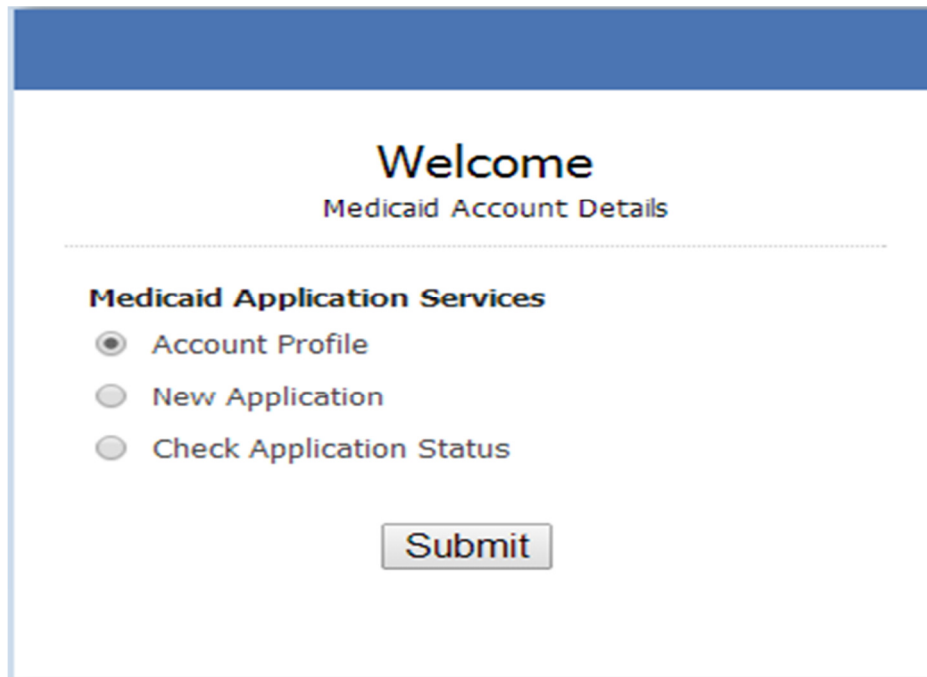 Welcome
Medicaid Account Details
Medicaid Application Services
Account Profile
New Application
Check Application Status
Submit